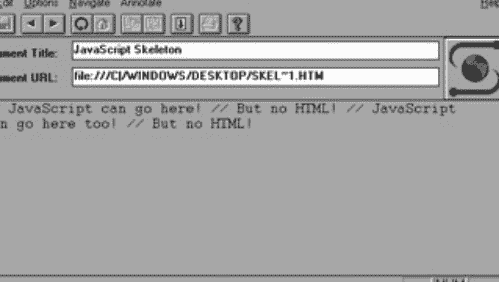 Options Navigate Annotate
ument Title: JavaScript Skeleton
ument URL: file:///C|/WINDOWS/DESKTOP/SKEL~1.HTM
JavaScript can go here! // But no HTML! // JavaScript
n go here too! // But no HTML!